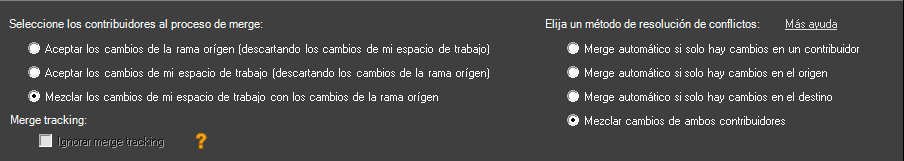 Seleccione los contribuidores al proceso de merge:
Aceptar los cambios de la rama orígen (descartando los cambios de mi espacio de trabajo)
Aceptar los cambios de mi espacio de trabajo (descartando los cambios de la rama orígen)
Mezclar los cambios de mi espacio de trabajo con los cambios de la rama orígen
Merge tracking:
Ignorar merge tracking
?
Elija un método de resolución de conflictos: Más ayuda
Merge automático si solo hay cambios en un contribuidor
Merge automático si solo hay cambios en el origen
Merge automático si solo hay cambios en el destino
Mezclar cambios de ambos contribuidores